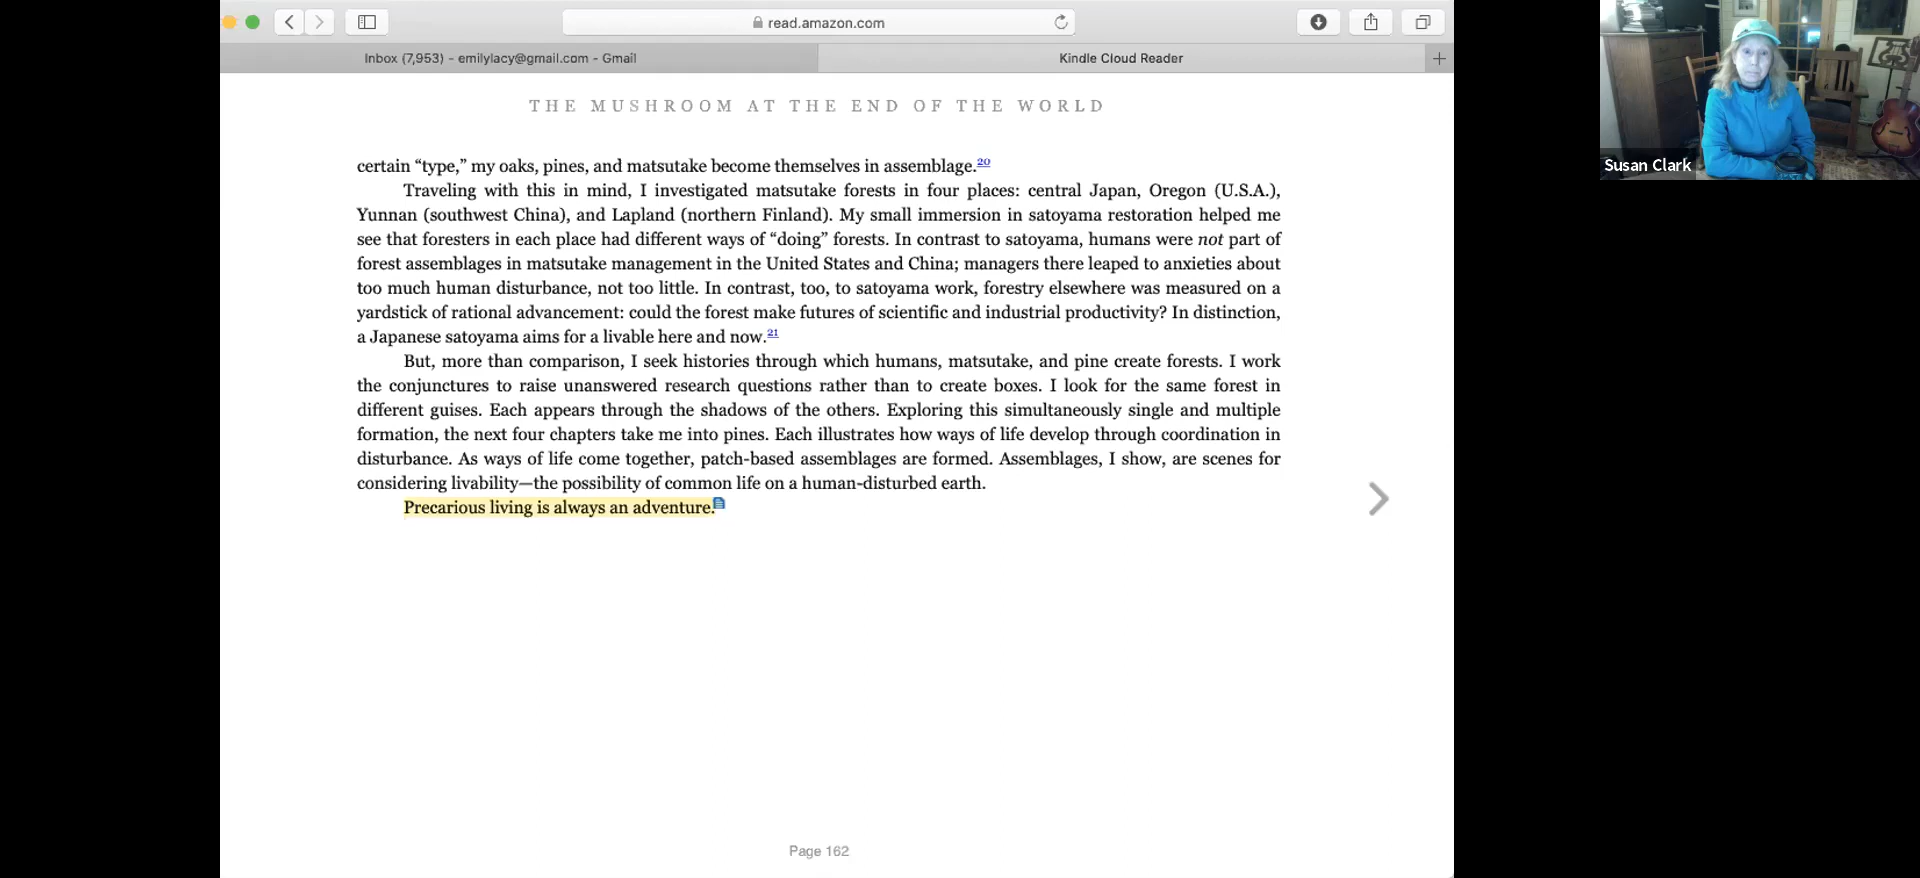 read.amazon.com
Inbox (7,953) - emilylacy@gmail.com - Gmail
Kindle Cloud Reader
THE MUSHROOM AT THE END OF THE WORLD
certain “type,” my oaks, pines, and matsutake become themselves in assemblage.20
Traveling with this in mind, I investigated matsutake forests in four places: central Japan, Oregon (U.S.A.),
Yunnan (southwest China), and Lapland (northern Finland). My small immersion in satoyama restoration helped me
see that foresters in each place had different ways of “doing” forests. In contrast to satoyama, humans were not part of
forest assemblages in matsutake management in the United States and China; managers there leaped to anxieties about
too much human disturbance, not too little. In contrast, too, to satoyama work, forestry elsewhere was measured on a
yardstick of rational advancement: could the forest make futures of scientific and industrial productivity? In distinction,
a Japanese satoyama aims for a livable here and now.21
But, more than comparison, I seek histories through which humans, matsutake, and pine create forests. I work
the conjunctures to raise unanswered research questions rather than to create boxes. I look for the same forest in
different guises. Each appears through the shadows of the others. Exploring this simultaneously single and multiple
formation, the next four chapters take me into pines. Each illustrates how ways of life develop through coordination in
disturbance. As ways of life come together, patch-based assemblages are formed. Assemblages, I show, are scenes for
considering livability—the possibility of common life on a human-disturbed earth.
Precarious living is always an adventure.
Page 162
Susan Clark